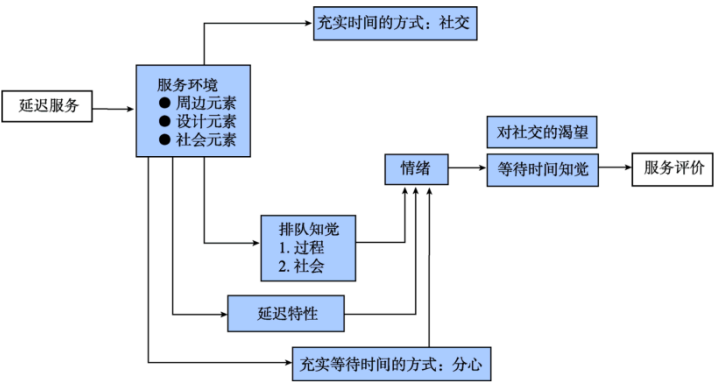 充实时间的方式：社交
服务环境
● 周边元素
● 设计元素
● 社会元素
延迟服务
对社交的渴望
情绪
等待时间知觉
服务评价
排队知觉
1. 过程
2. 社会
延迟特性
充实等待时间的方式：分心